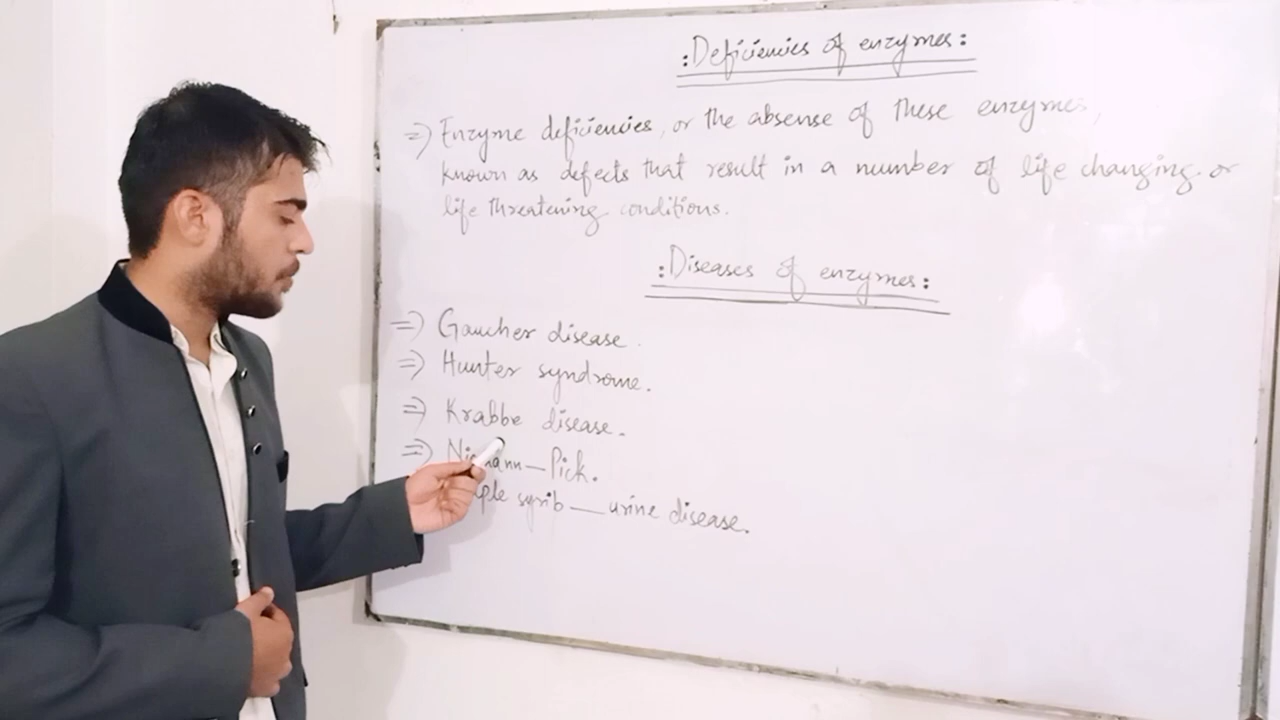 :Deficiencies of enzymes:
=) Enzyme deficiencies, or the absense of these enzymes,
known as defects that result in a number of life changing or
life threatening conditions.
:Diseases of enzymes:
=) Gaucher disease.
=) Hunter syndrome.
=) Krabbe disease.
=) Niemann—Pick.
syrib — urine disease.